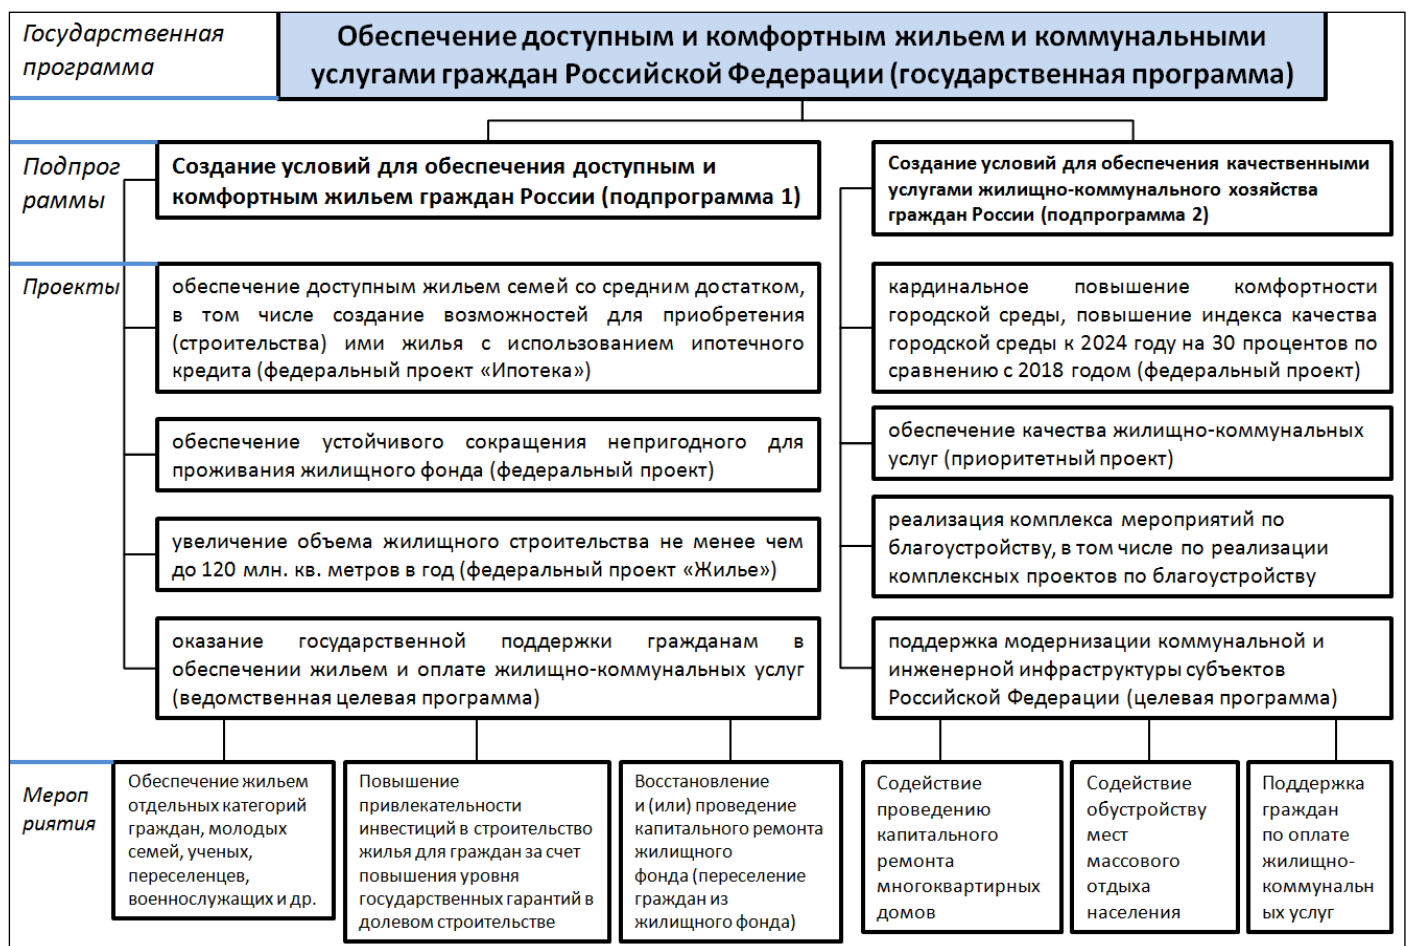 Государственная
программа
Обеспечение доступным и комфортным жильем и коммунальными
услугами граждан Российской Федерации (государственная программа)
Подпрог
раммы
Создание условий для обеспечения доступным и
комфортным жильем граждан России (подпрограмма 1)
Создание условий для обеспечения качественными
услугами жилищно-коммунального хозяйства
граждан России (подпрограмма 2)
Проекты
обеспечение доступным жильем семей со средним достатком,
в том числе создание возможностей для приобретения
(строительства) ими жилья с использованием ипотечного
кредита (федеральный проект «Ипотека»)
кардинальное повышение комфортности
городской среды, повышение индекса качества
городской среды к 2024 году на 30 процентов по
сравнению с 2018 годом (федеральный проект)
обеспечение устойчивого сокращения непригодного для
проживания жилищного фонда (федеральный проект)
обеспечение качества жилищно-коммунальных
услуг (приоритетный проект)
увеличение объема жилищного строительства не менее чем
до 120 млн. кв. метров в год (федеральный проект «Жилье»)
реализация комплекса мероприятий по
благоустройству, в том числе по реализации
комплексных проектов по благоустройству
оказание государственной поддержки гражданам в
обеспечении жильем и оплате жилищно-коммунальных услуг
(ведомственная целевая программа)
поддержка модернизации коммунальной и
инженерной инфраструктуры субъектов
Российской Федерации (целевая программа)
Мероп
риятия
Обеспечение жильем
отдельных категорий
граждан, молодых
семей, ученых,
переселенцев,
военнослужащих и др.
Повышение
привлекательности
инвестиций в строительство
жилья для граждан за счет
повышения уровня
государственных гарантий в
долевом строительстве
Восстановление
и (или) проведение
капитального ремонта
жилищного
фонда (переселение
граждан из
жилищного фонда)
Содействие
проведению
капитального
ремонта
многоквартирных
домов
Содействие
обустройству
мест
массового
отдыха
населения
Поддержка
граждан
по оплате
жилищно-
коммунальн
ых услуг